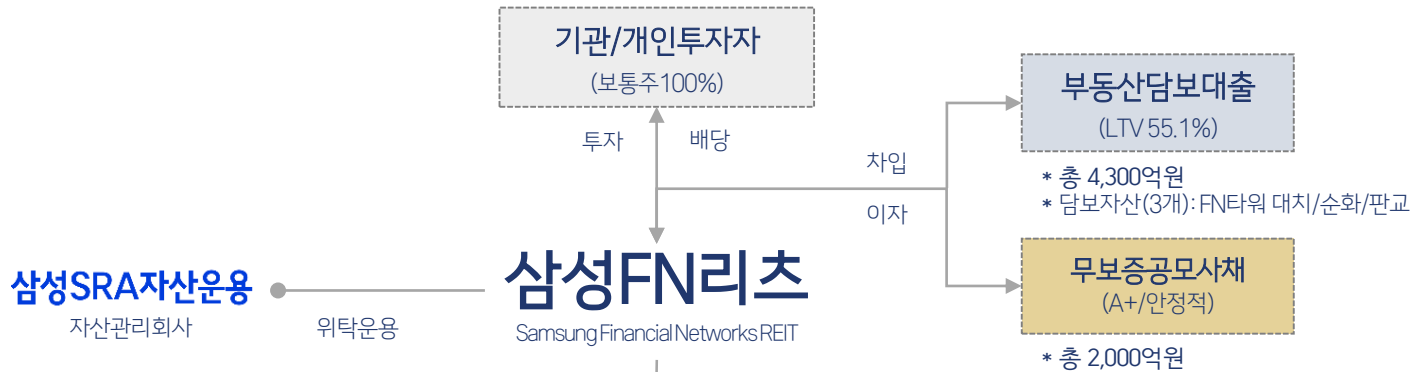 기관/개인투자자
(보통주100%)
투자
배당
차입
이자
부동산담보대출
(LTV 55.1%)
* 총 4,300억원
* 담보자산(3개): FN타워 대치/순화/판교
무보증공모사채
(A+/안정적)
* 총 2,000억원
삼성SRA자산운용
자산관리회사
위탁운용
삼성FN리츠
Samsung Financial Networks REIT